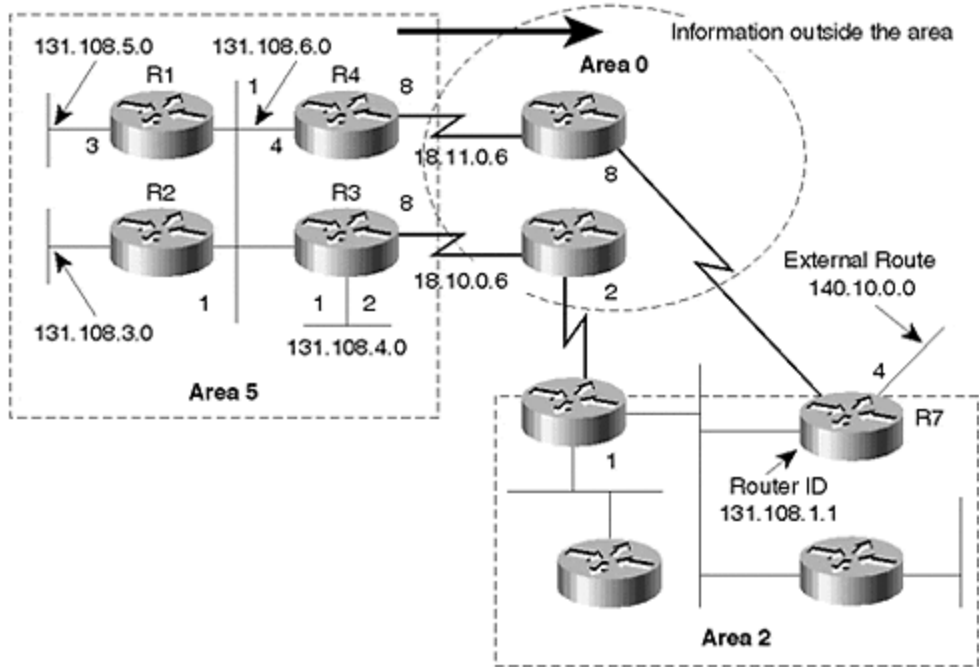 Information outside the area
131.108.5.0
131.108.6.0
Area 0
R1
1
R4
8
3
4
18.11.0.6
8
R2
R3
8
18.10.0.6
2
External Route
140.10.0.0
1
1
2
131.108.3.0
131.108.4.0
Area 5
4
R7
1
Router ID
131.108.1.1
Area 2